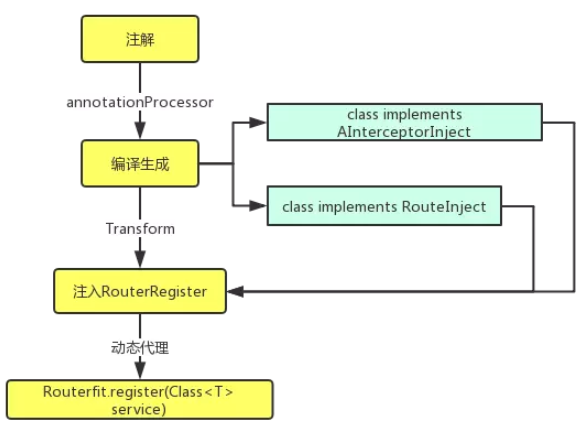 注解
annotationProcessor
class implements
AInterceptorInject
编译生成
class implements RouteInject
Transform
注入RouterRegister
动态代理
Routerfit.register(Class<T>
service)